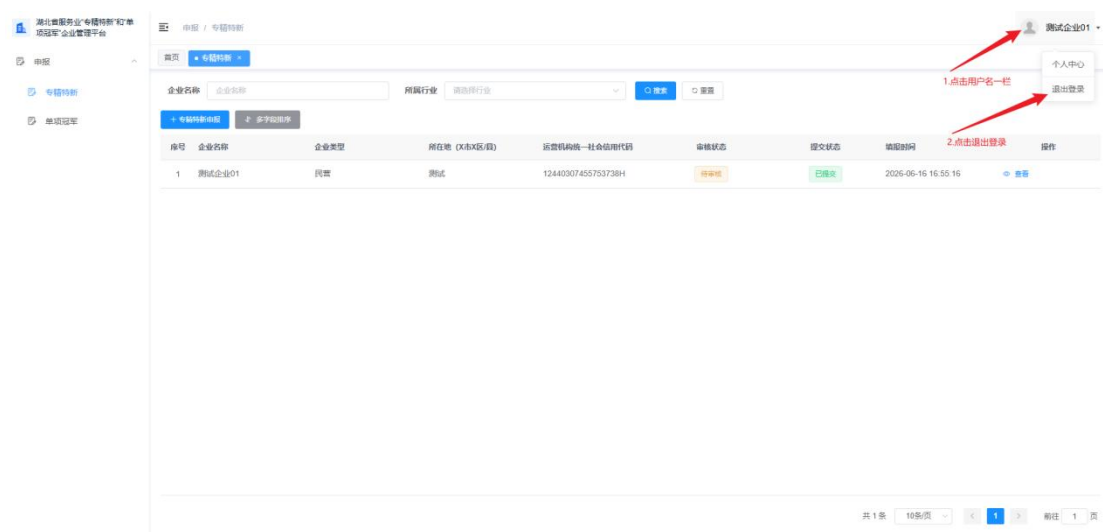 湖北省服务业“专精特新”和“单
项冠军”企业管理平台
申报 / 专精特新
测试企业01
申报
首页 专精特新 ×
个人中心
退出登录
1.点击用户名一栏
专精特新
单项冠军
企业名称 企业名称 所属行业 请选择行业 搜索 重置
+ 专精特新申报 多字段排序
2.点击退出登录
序号 企业名称 企业类型 所在地 (X市X区/县) 运营机构统一社会信用代码 审核状态 提交状态 填报时间 操作
1 测试企业01 民营 测试 12440307455753738H 待审核 已提交 2026-06-16 16:55:16 查看
共 1 条 10条/页 < 1 > 前往 1 页